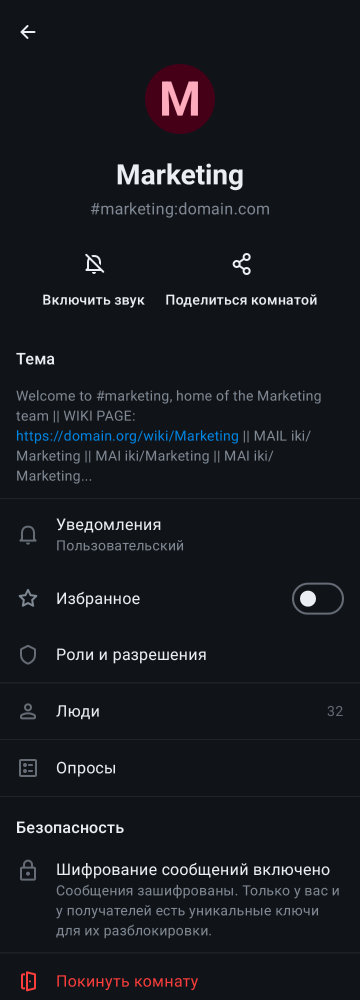 M
Marketing
#marketing:domain.com
Включить звук
Поделиться комнатой
Тема
Welcome to #marketing, home of the Marketing
team || WIKI PAGE:
https://domain.org/wiki/Marketing || MAIL iki/
Marketing || MAI iki/Marketing || MAI iki/
Marketing...
Уведомления
Пользовательский
Избранное
Роли и разрешения
Люди 32
Опросы
Безопасность
Шифрование сообщений включено
Сообщения зашифрованы. Только у вас и
у получателей есть уникальные ключи
для их разблокировки.
Покинуть комнату